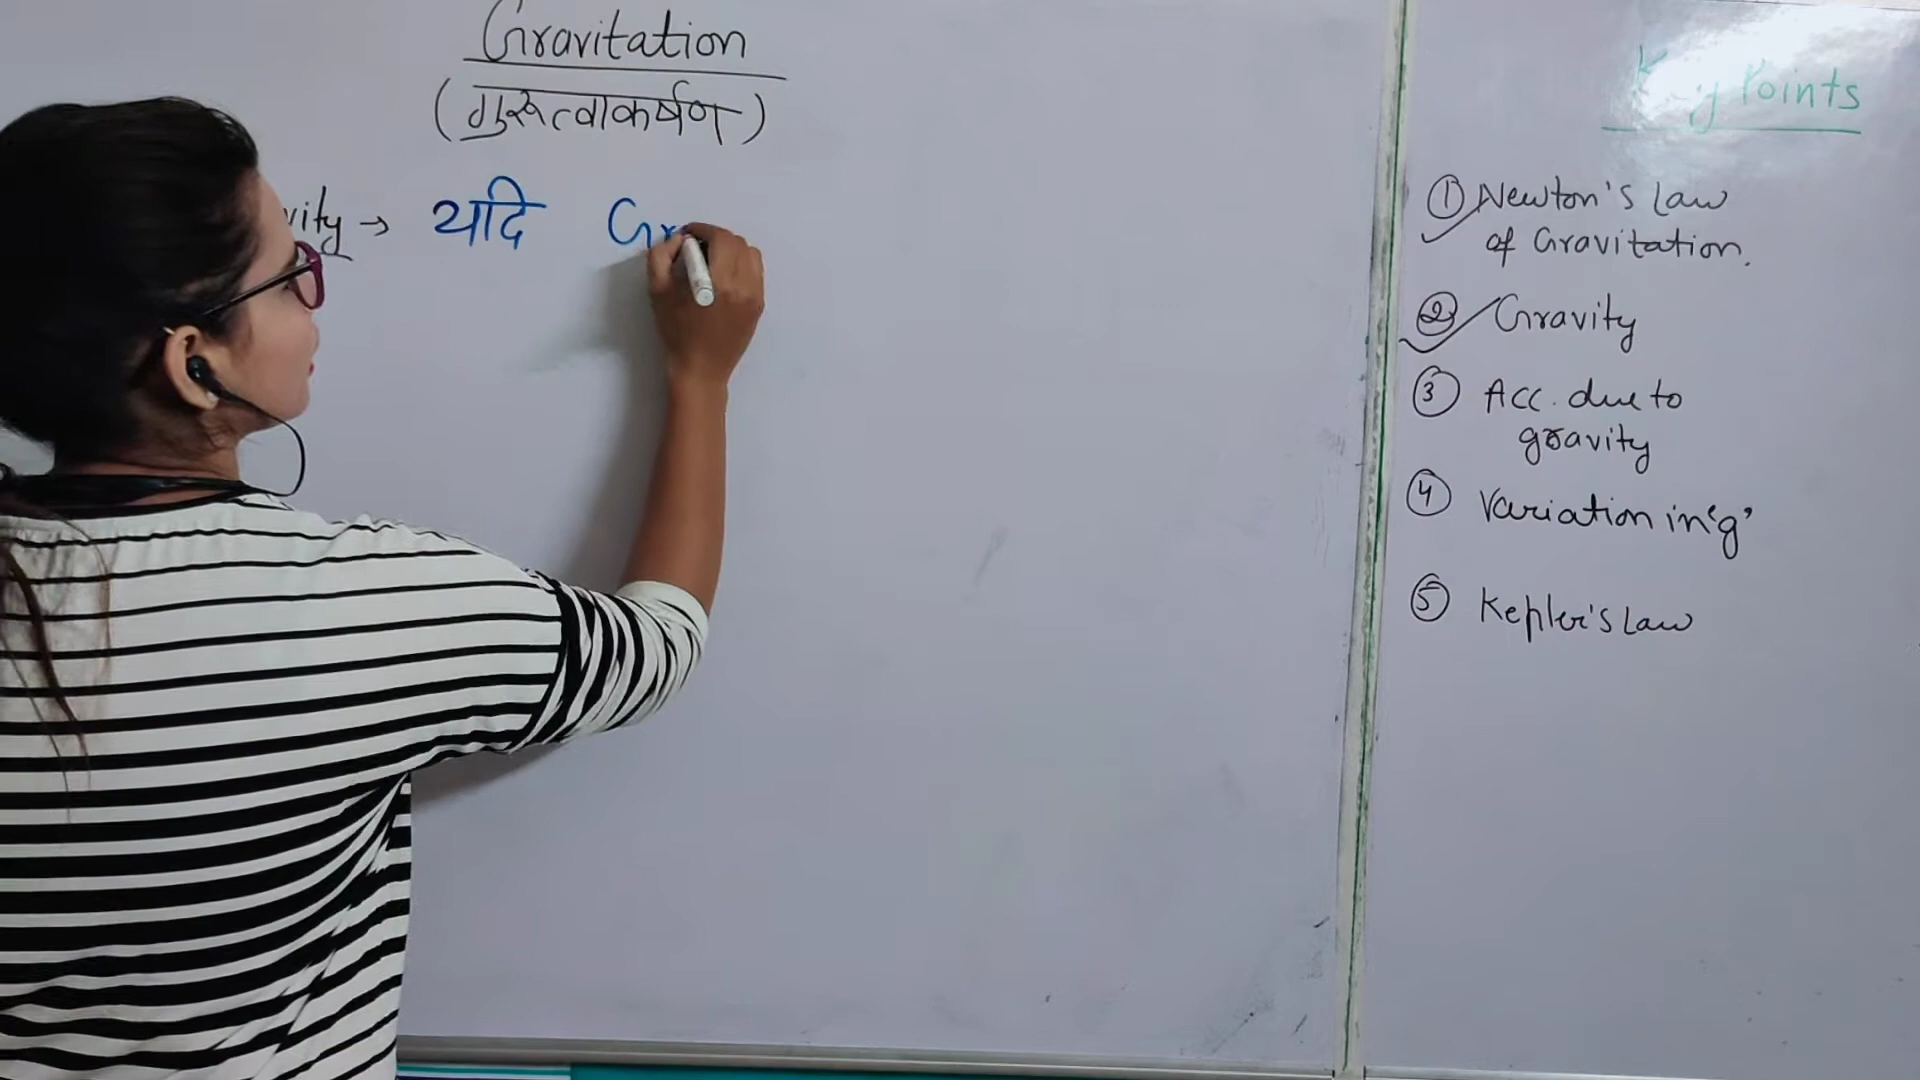 Gravitation
(गुरूत्वाकर्षण)
vity → यदि Gr
Key Points
① Newton's Law
of Gravitation.
② Gravity
③ Acc. due to
gravity
④ Variation in 'g'
⑤ Kepler's Law